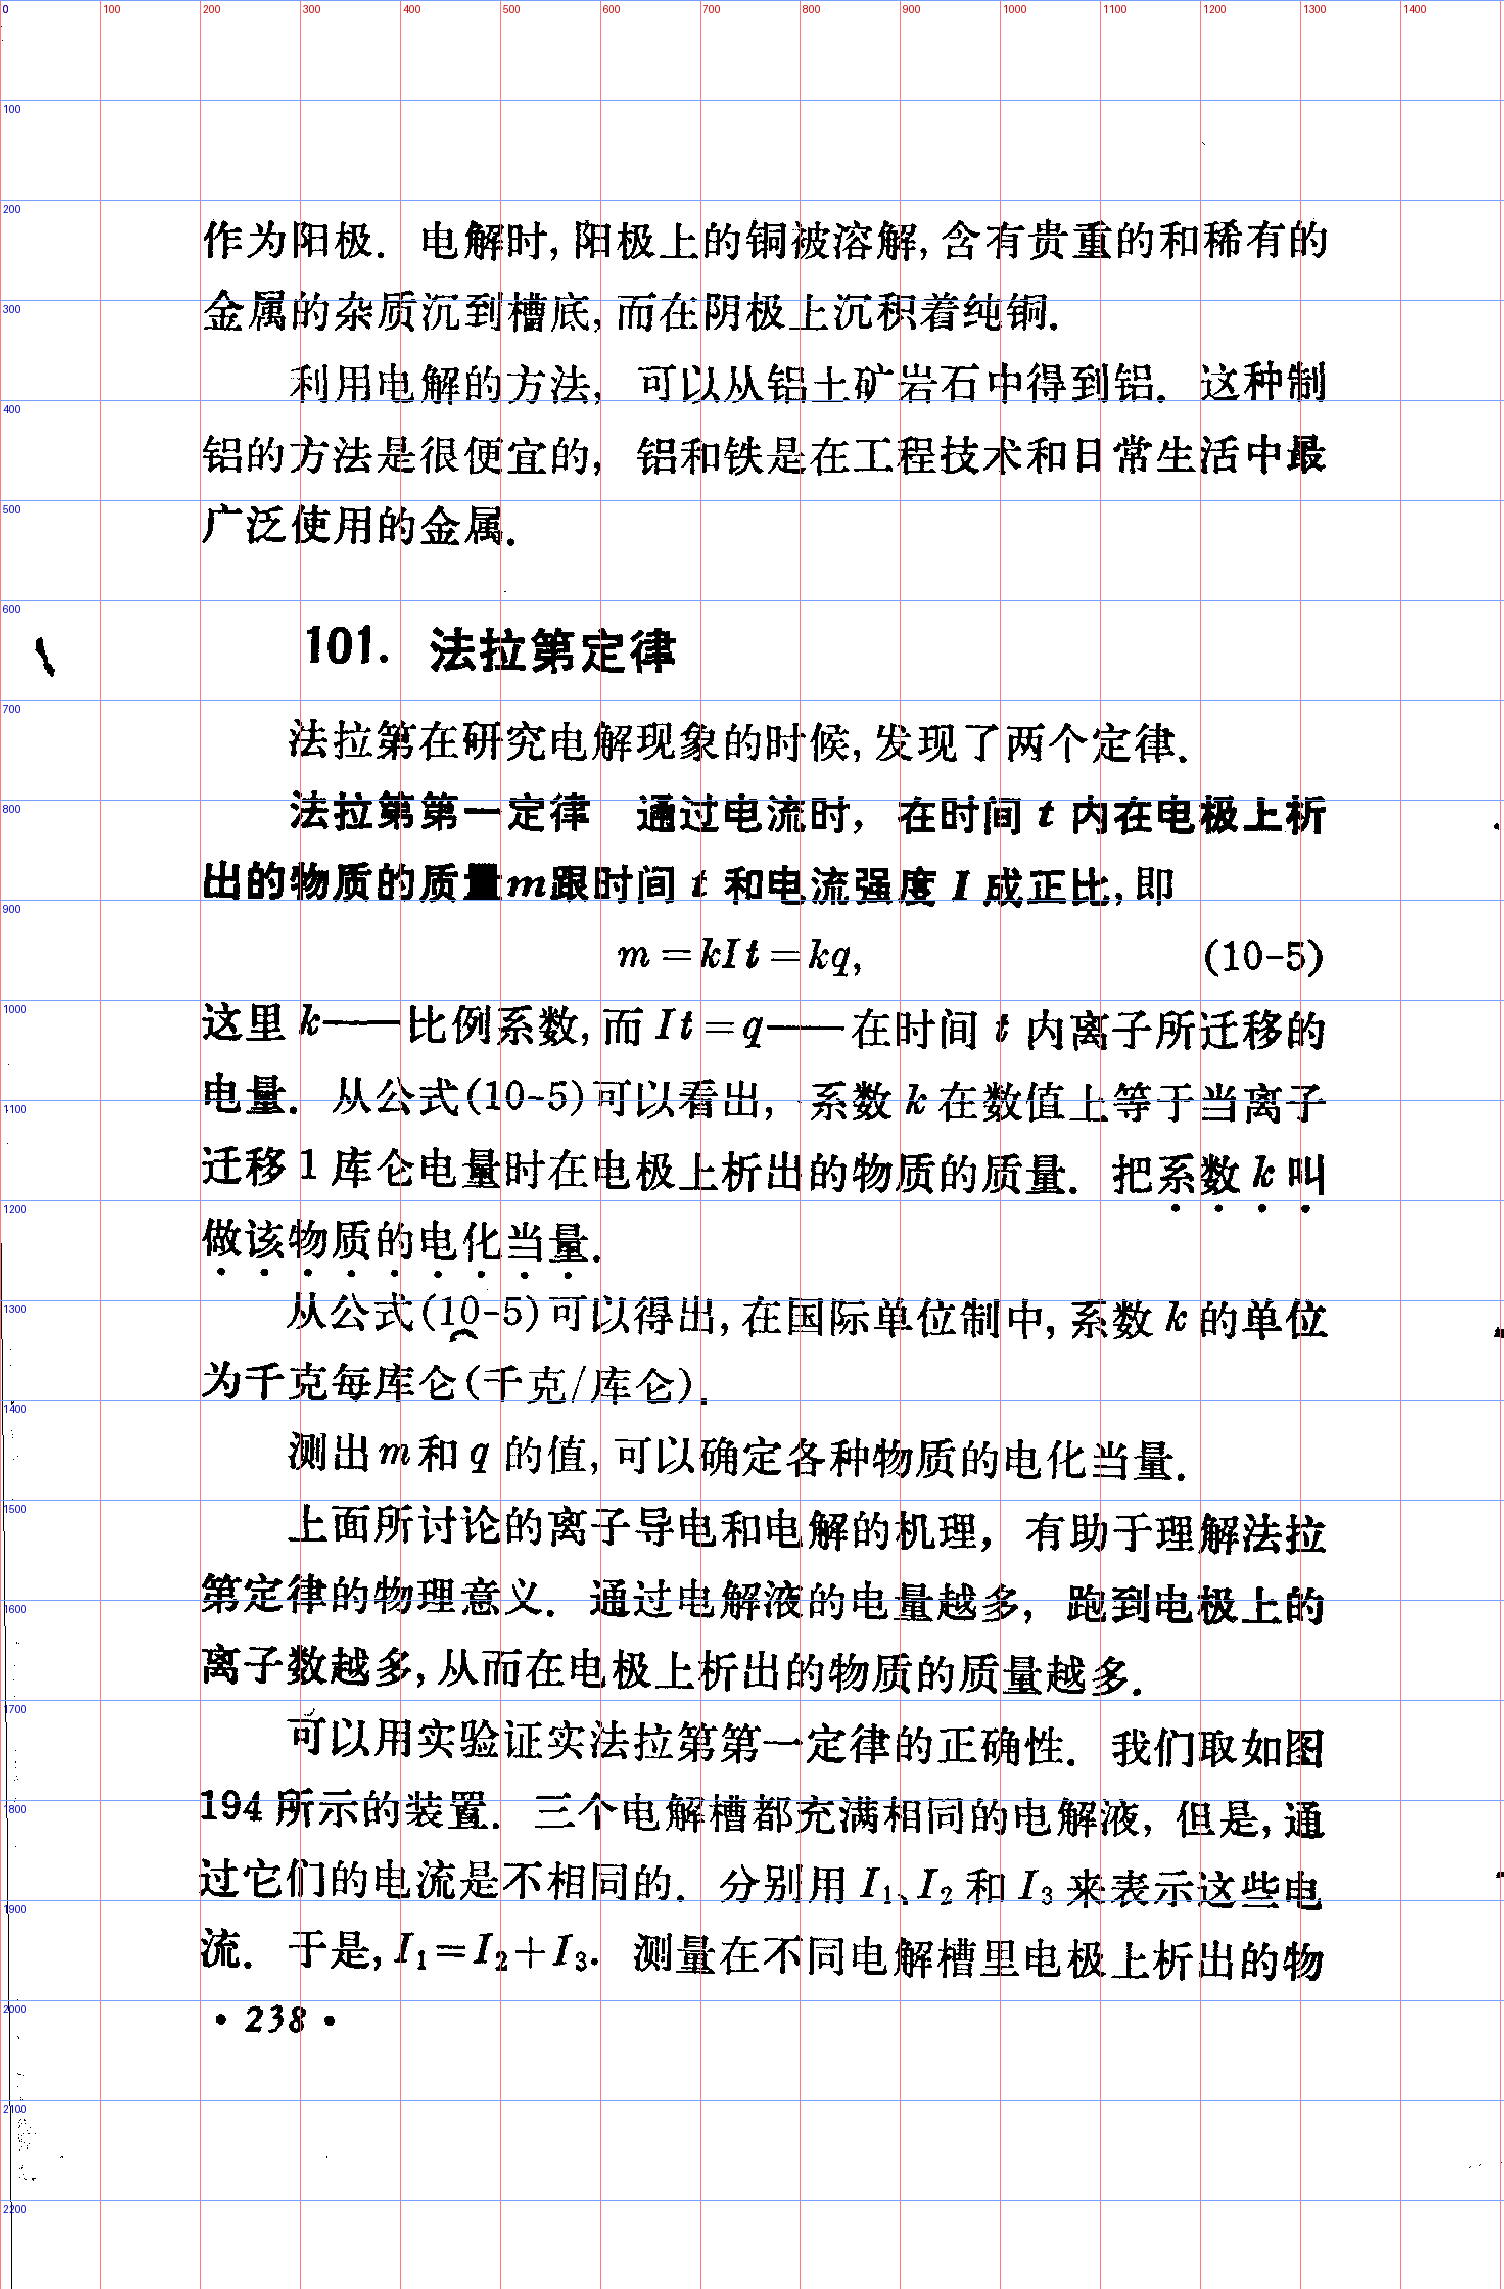 作为阳极．电解时，阳极上的铜被溶解，含有贵重的和稀有的
金属的杂质沉到槽底，而在阴极上沉积着纯铜．
利用电解的方法，可以从铝土矿岩石中得到铝．这种制
铝的方法是很便宜的，铝和铁是在工程技术和日常生活中最
广泛使用的金属．
101．法拉第定律
法拉第在研究电解现象的时候，发现了两个定律．
法拉第第一定律　通过电流时，在时间 t 内在电极上析
出的物质的质量m跟时间 t 和电流强度 I 成正比，即
m＝kIt＝kq，　(10-5)
这里 k——比例系数，而 It＝q——在时间 t 内离子所迁移的
电量．从公式(10-5)可以看出，系数 k 在数值上等于当离子
迁移 1 库仑电量时在电极上析出的物质的质量．把系数 k 叫
做该物质的电化当量．
从公式(10-5)可以得出，在国际单位制中，系数 k 的单位
为千克每库仑(千克/库仑)．
测出m和 q 的值，可以确定各种物质的电化当量．
上面所讨论的离子导电和电解的机理，有助于理解法拉
第定律的物理意义．通过电解液的电量越多，跑到电极上的
离子数越多，从而在电极上析出的物质的质量越多．
可以用实验证实法拉第第一定律的正确性．我们取如图
194 所示的装置．三个电解槽都充满相同的电解液，但是，通
过它们的电流是不相同的．分别用 I₁、I₂ 和 I₃ 来表示这些电
流．于是，I₁＝I₂＋I₃．测量在不同电解槽里电极上析出的物
• 238 •